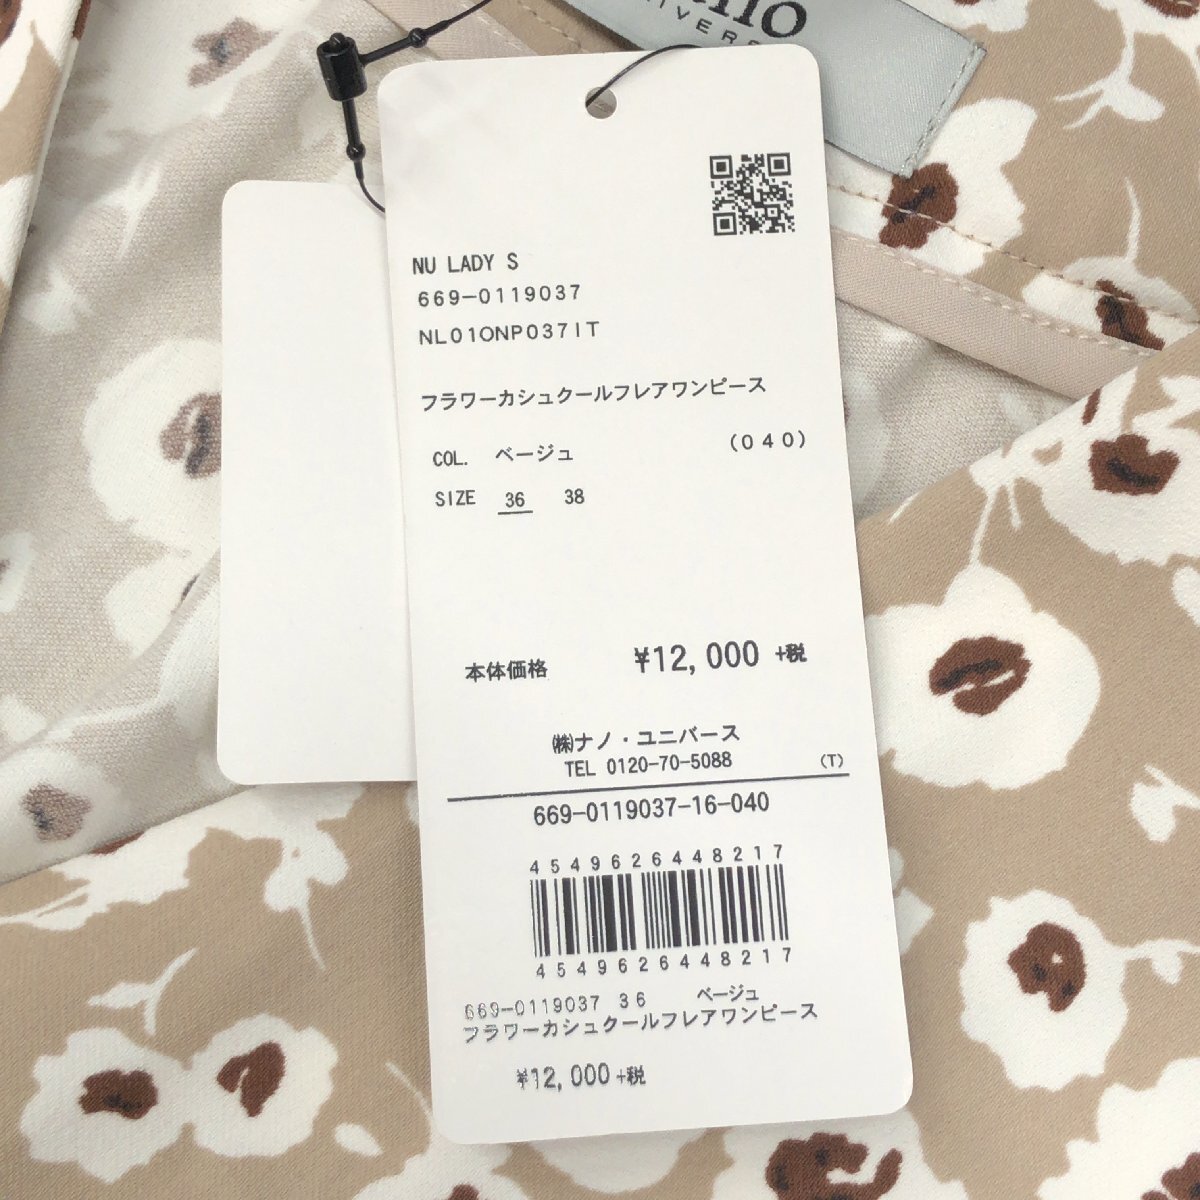 NU LADY S
669-0119037
NL01ONP037IT
フラワーカシュクールフレアワンピース
COL. ベージュ (040)
SIZE 36 38
本体価格 ¥12,000 +税
㈱ナノ・ユニバース
TEL 0120-70-5088 (T)
669-0119037-16-040
4549626448217
4549626448217
669-0119037 36 ベージュ
フラワーカシュクールフレアワンピース
¥12,000 +税